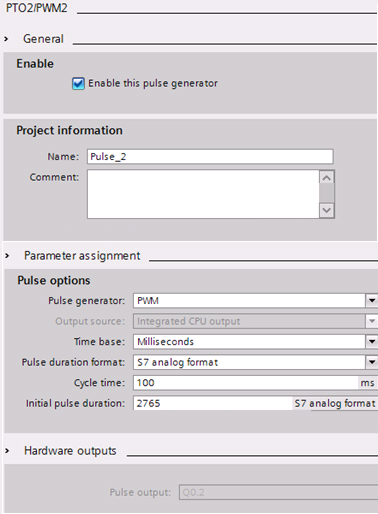 PTO2/PWM2
General
Enable
Enable this pulse generator
Project information
Name: Pulse_2
Comment:
Parameter assignment
Pulse options
Pulse generator: PWM
Output source: Integrated CPU output
Time base: Milliseconds
Pulse duration format: S7 analog format
Cycle time: 100 ms
Initial pulse duration: 2765 S7 analog format
Hardware outputs
Pulse output: Q0.2